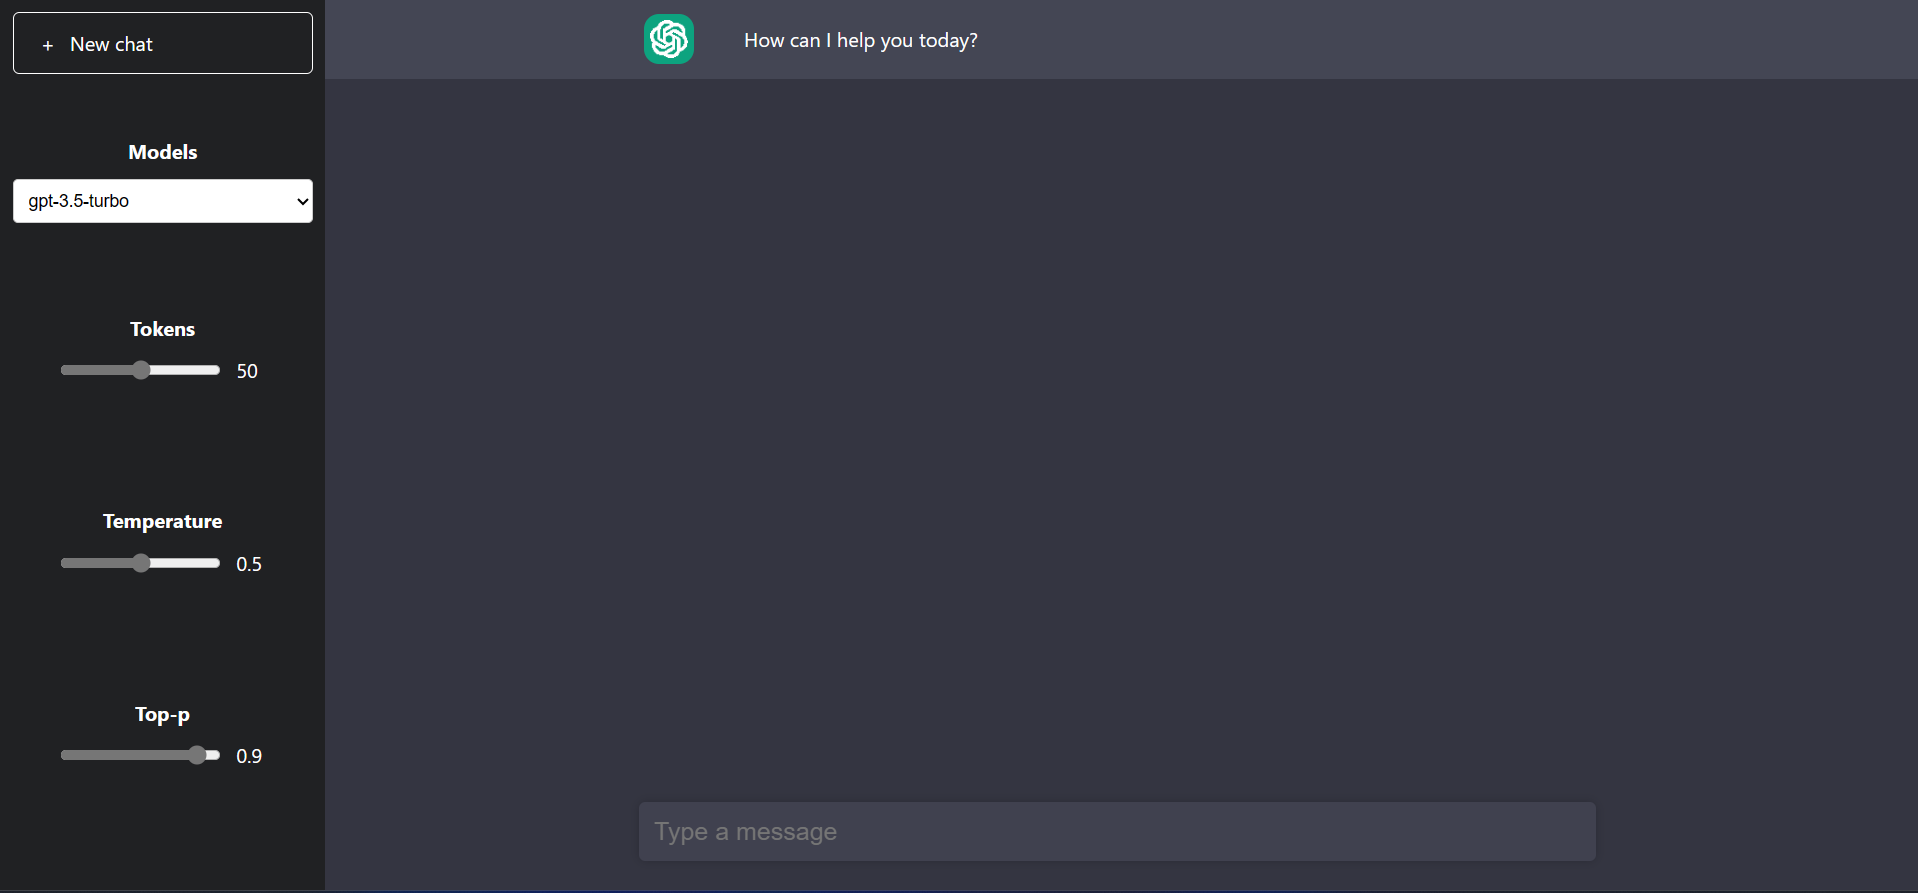 + New chat
How can I help you today?
Models
gpt-3.5-turbo
Tokens
50
Temperature
0.5
Top-p
0.9
Type a message